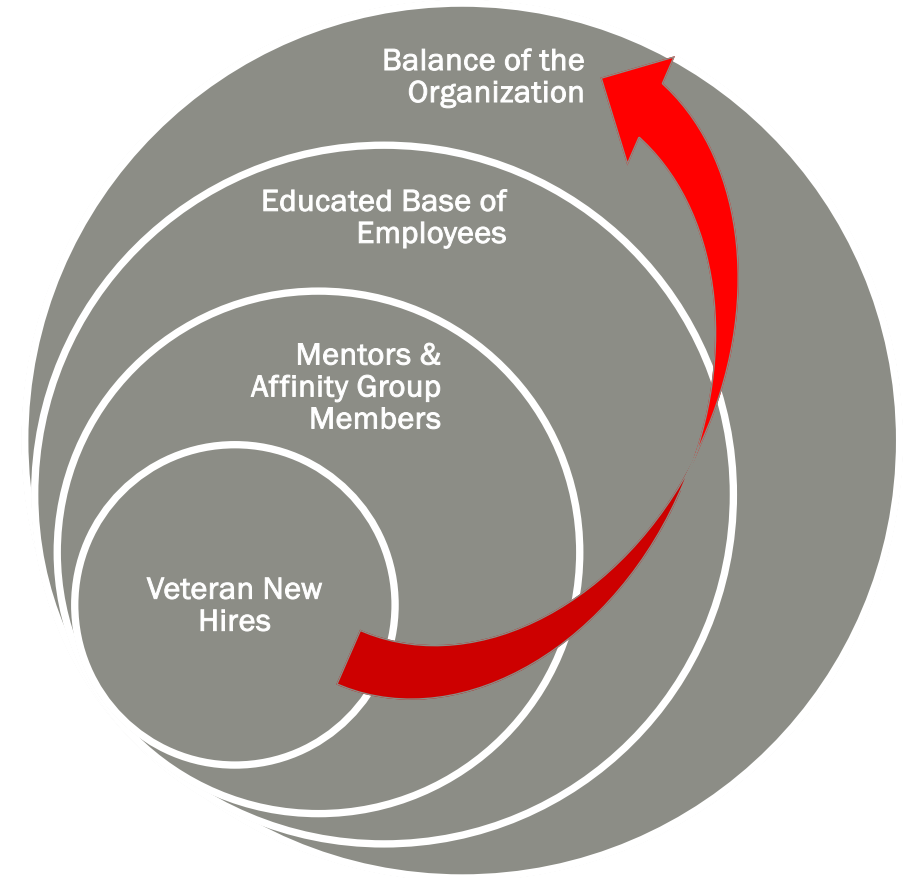 Balance of the
Organization
Educated Base of
Employees
Mentors &
Affinity Group
Members
Veteran New
Hires